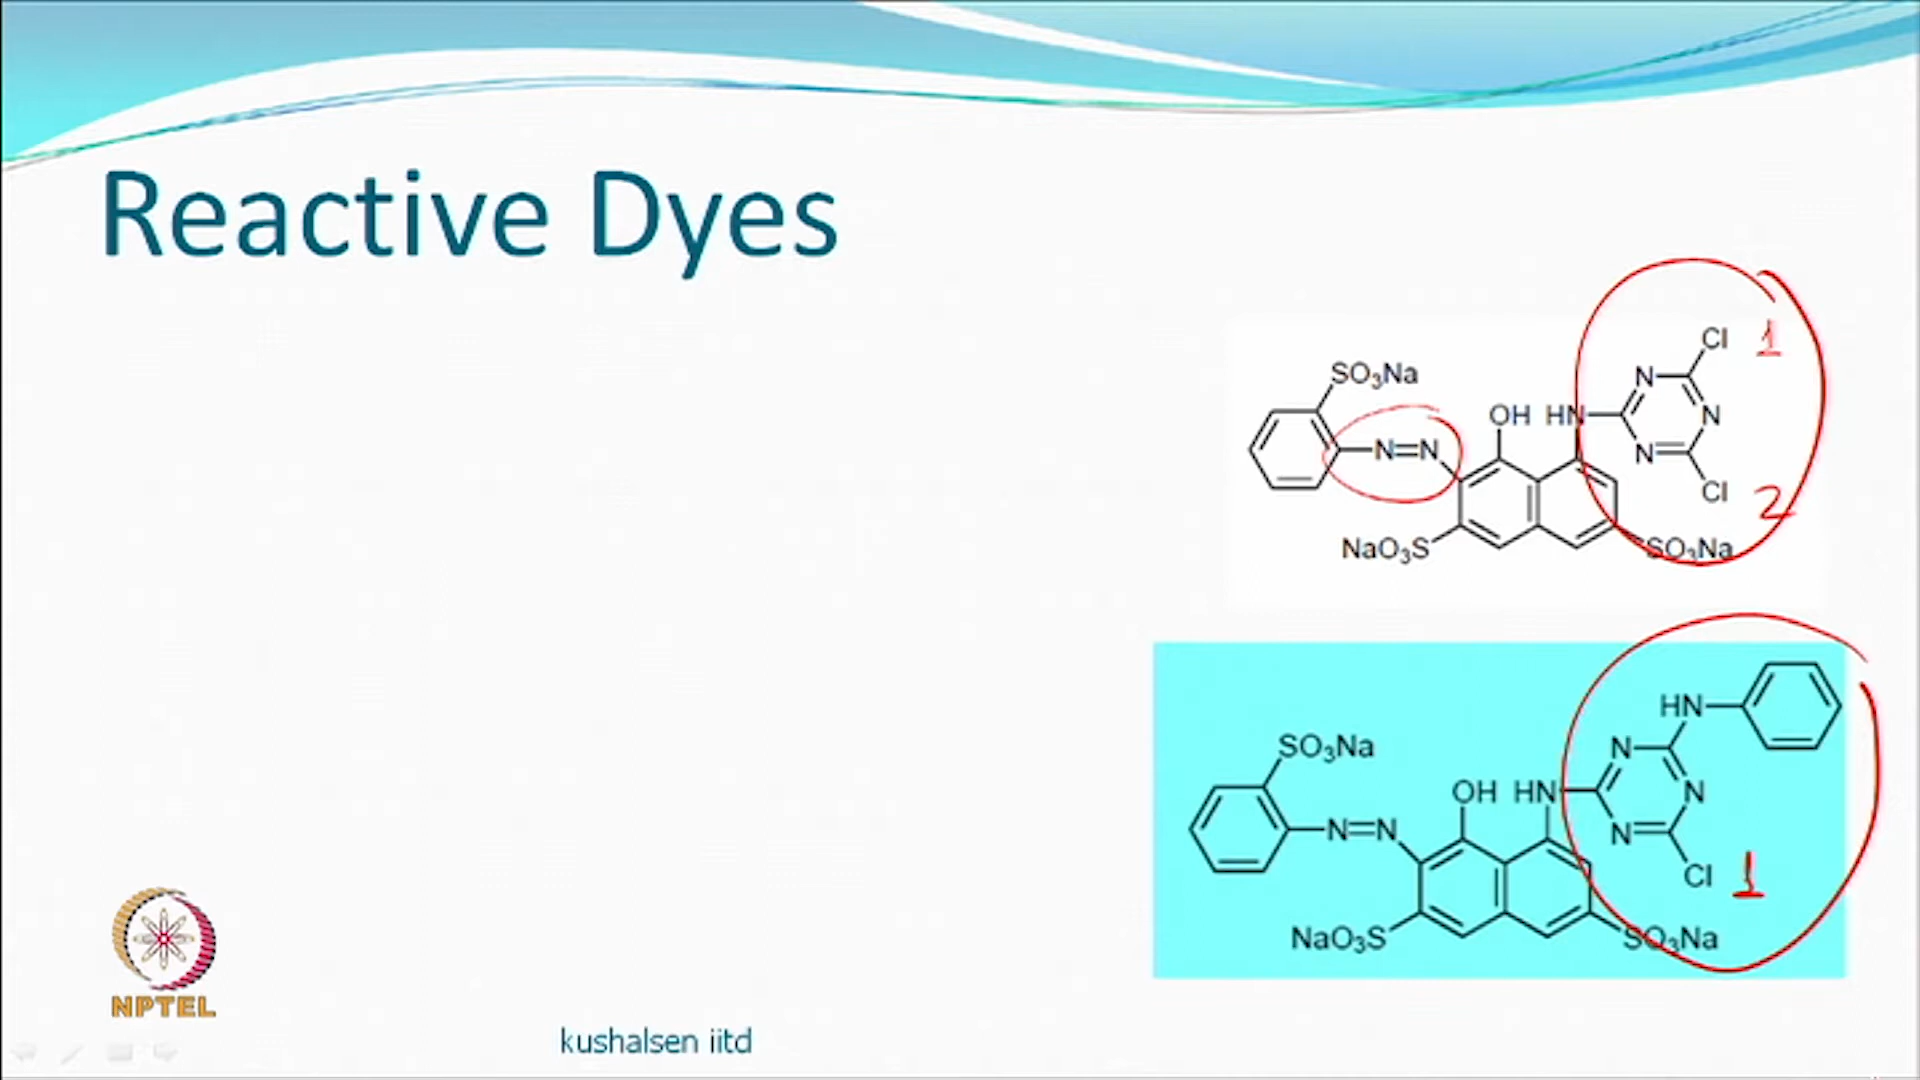 Reactive Dyes
Cl 1
SO₃Na
N
OH HN N
N=N
N
Cl 2
NaO₃S SO₃Na
HN
SO₃Na
N
OH HN N
N=N N
Cl 1
NaO₃S SO₃Na
NPTEL
kushalsen iitd